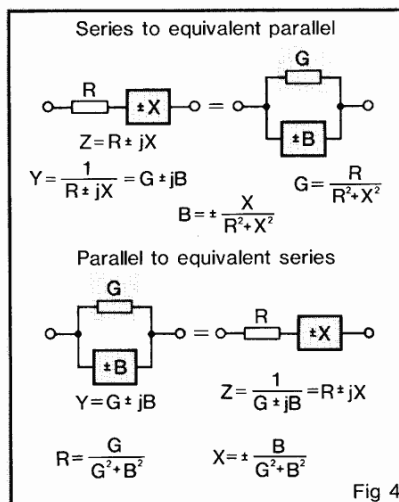 Series to equivalent parallel
R ±X = G ±B
Z=R±jX
Y= 1/(R±jX) =G±jB
G= R/(R²+X²)
B=± X/(R²+X²)
Parallel to equivalent series
G ±B = R ±X
Y=G±jB
Z= 1/(G±jB) =R±jX
R= G/(G²+B²)
X=± B/(G²+B²)
Fig 4